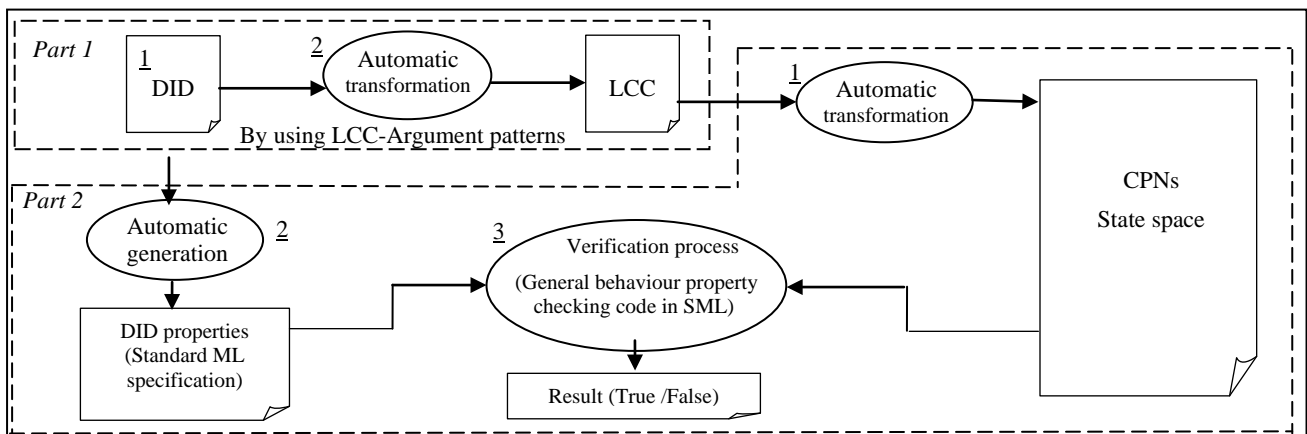 Part 1
1
DID
2
Automatic
transformation
LCC
By using LCC-Argument patterns
1
Automatic
transformation
CPNs
State space
Part 2
Automatic
generation
2
DID properties
(Standard ML
specification)
3
Verification process
(General behaviour property
checking code in SML)
Result (True /False)